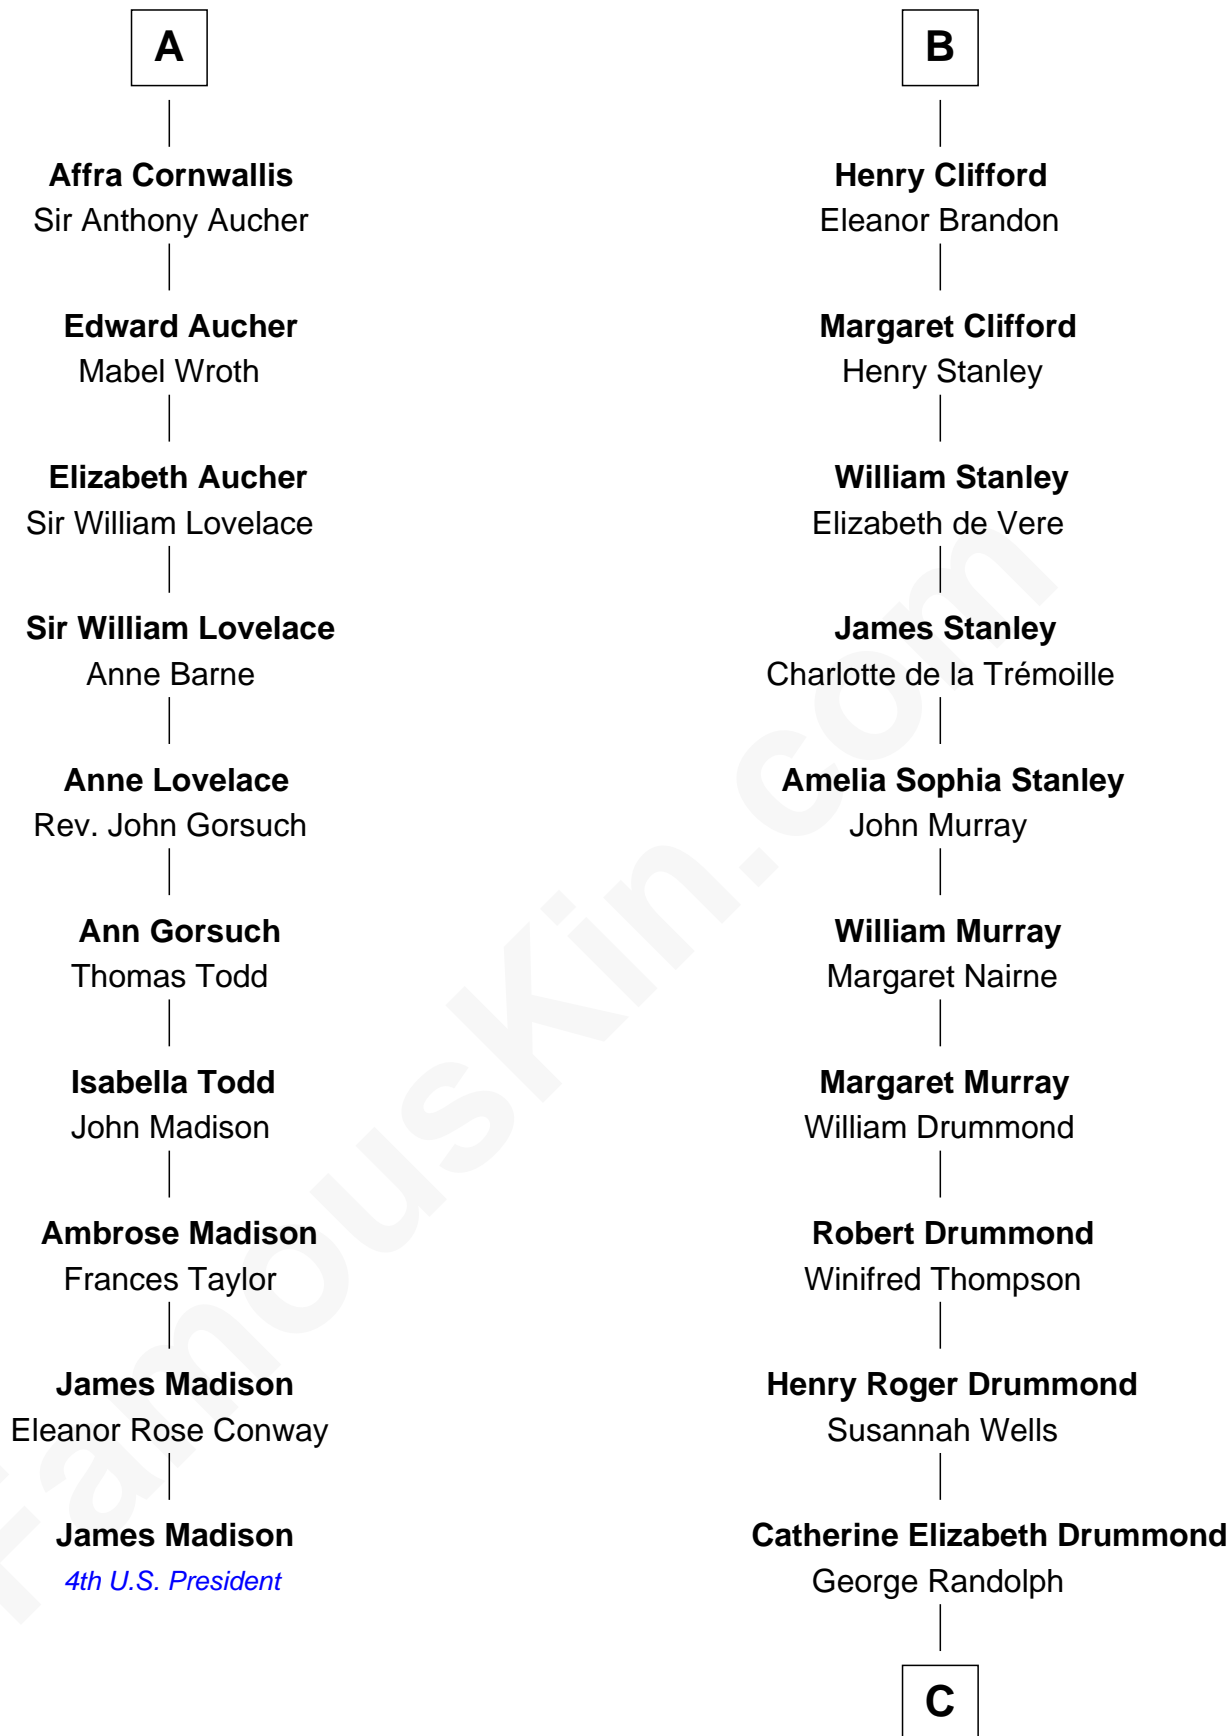 A
Affra Cornwallis
Sir Anthony Aucher
Edward Aucher
Mabel Wroth
Elizabeth Aucher
Sir William Lovelace
Sir William Lovelace
Anne Barne
Anne Lovelace
Rev. John Gorsuch
Ann Gorsuch
Thomas Todd
Isabella Todd
John Madison
Ambrose Madison
Frances Taylor
James Madison
Eleanor Rose Conway
James Madison
4th U.S. President
B
Henry Clifford
Eleanor Brandon
Margaret Clifford
Henry Stanley
William Stanley
Elizabeth de Vere
James Stanley
Charlotte de la Trémoille
Amelia Sophia Stanley
John Murray
William Murray
Margaret Nairne
Margaret Murray
William Drummond
Robert Drummond
Winifred Thompson
Henry Roger Drummond
Susannah Wells
Catherine Elizabeth Drummond
George Randolph
C
FamousKin.com